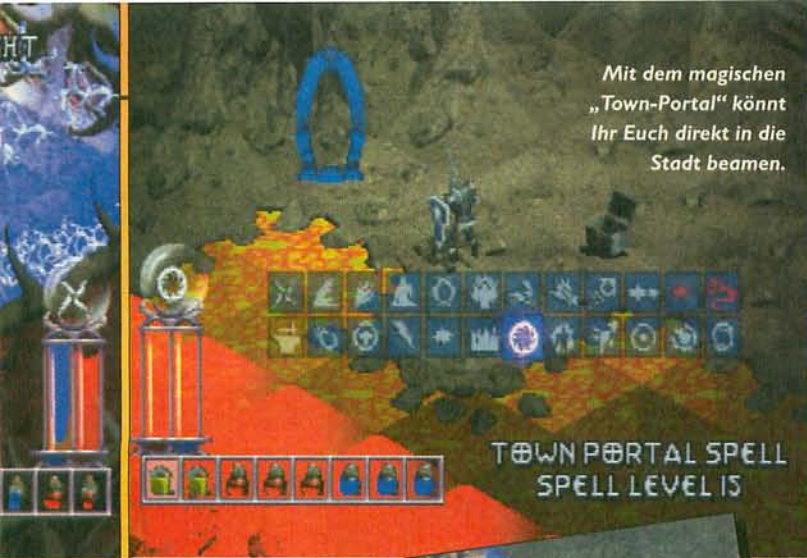 HT
Mit dem magischen
„Town-Portal“ könnt
Ihr Euch direkt in die
Stadt beamen.
TOWN PORTAL SPELL
SPELL LEVEL 15